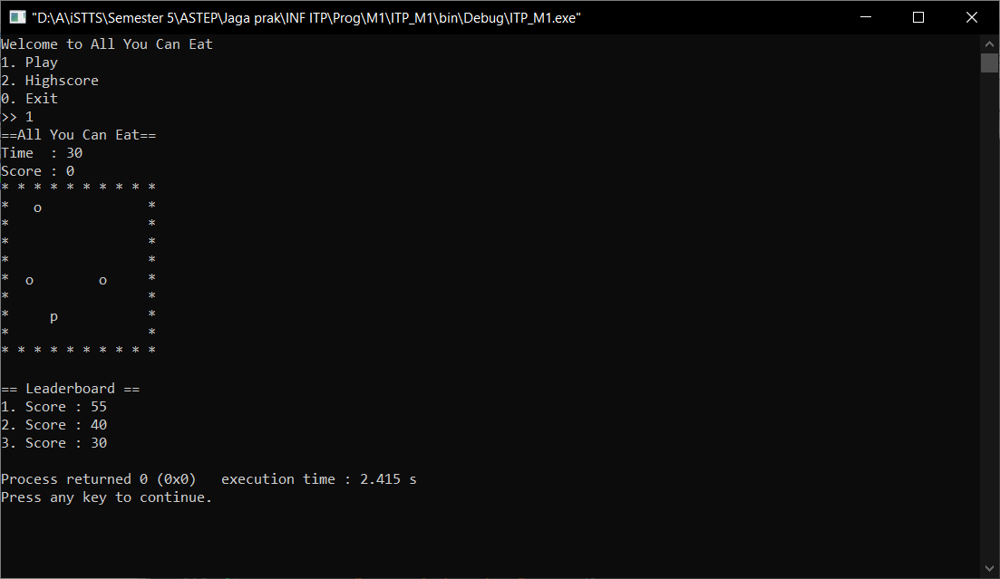 "D:\A\iSTTS\Semester 5\ASTEP\Jaga prak\INF ITP\Prog\M1\ITP_M1\bin\Debug\ITP_M1.exe"
Welcome to All You Can Eat
1. Play
2. Highscore
0. Exit
>> 1
==All You Can Eat==
Time  : 30
Score : 0
* * * * * * * * * *
*   o             *
*                 *
*                 *
*                 *
*  o        o     *
*                 *
*     p           *
*                 *
* * * * * * * * * *
== Leaderboard ==
1. Score : 55
2. Score : 40
3. Score : 30
Process returned 0 (0x0)   execution time : 2.415 s
Press any key to continue.